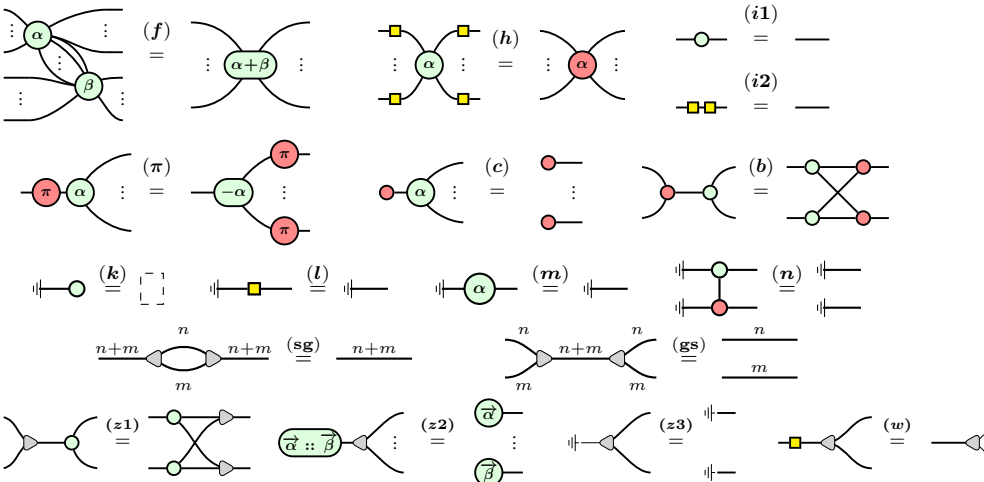 α ⋮ ⋮ (f) = α+β ⋮ ⋮ ⋮ β ⋮ ⋮
⋮ α ⋮ (h) = ⋮ α ⋮
(i1) =
(i2) =
π α ⋮ (π) = −α π ⋮ π
α ⋮ (c) = ⋮
(b) =
(k) =
(l) =
α (m) =
(n) =
n+m n m n+m (sg) = n+m
n m n+m n m (gs) = n m
(z1) =
α⃗ :: β⃗ ⋮ (z2) = α⃗ ⋮ β⃗
⋮ (z3) = ⋮
⋮ (w) =